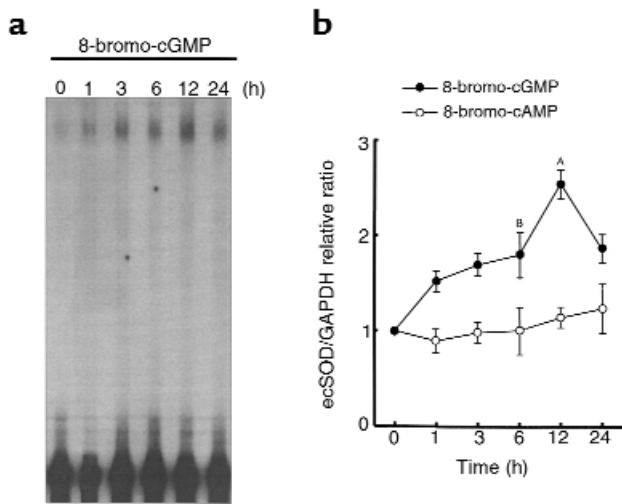 a
8-bromo-cGMP
0 1 3 6 12 24 (h)
b
8-bromo-cGMP
8-bromo-cAMP
ecSOD/GAPDH relative ratio
3
2
1
0
A
B
0 1 3 6 12 24
Time (h)